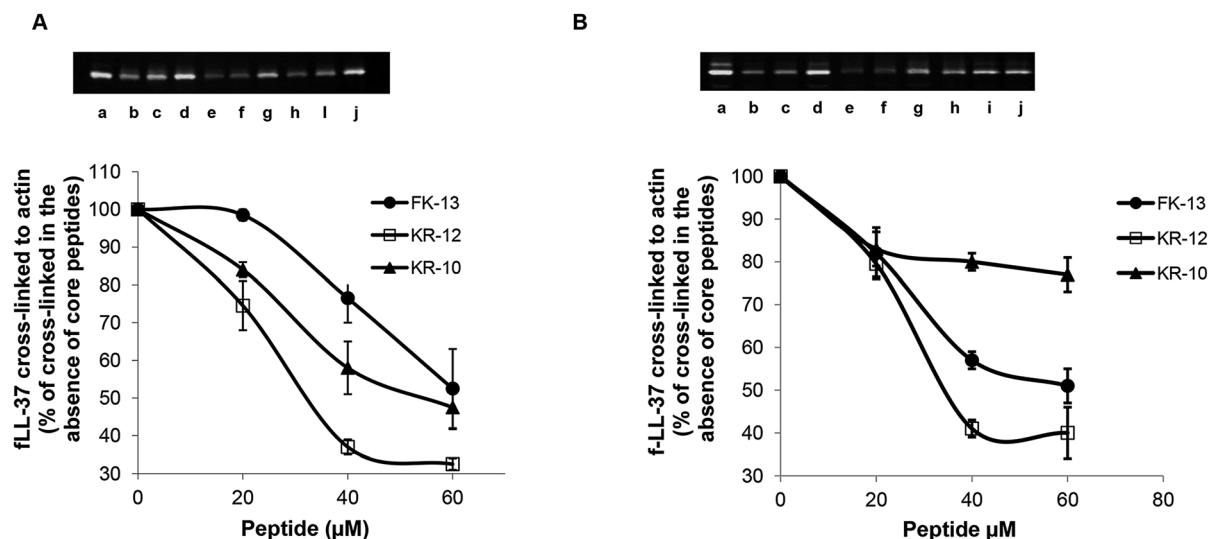 A
a b c d e f g h I j
fLL-37 cross-linked to actin
(% of cross-linked in the
absence of core peptides)
110
100
90
80
70
60
50
40
30
0 20 40 60
Peptide (µM)
FK-13
KR-12
KR-10
B
a b c d e f g h i j
f-LL-37 cross-linked to actin
(% of cross-linked in the
absence of core peptides)
100
90
80
70
60
50
40
30
0 20 40 60 80
Peptide µM
FK-13
KR-12
KR-10